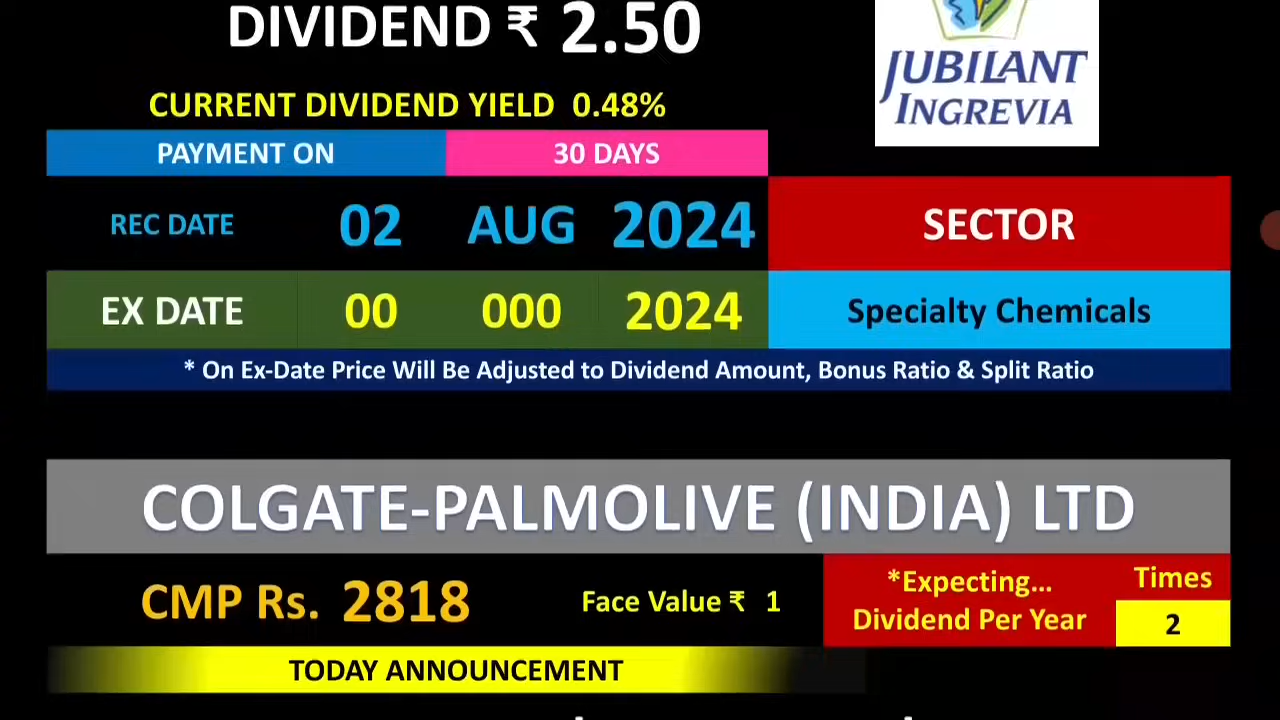 DIVIDEND ₹ 2.50
JUBILANT
INGREVIA
CURRENT DIVIDEND YIELD 0.48%
PAYMENT ON 30 DAYS
REC DATE 02 AUG 2024 SECTOR
EX DATE 00 000 2024 Specialty Chemicals
* On Ex-Date Price Will Be Adjusted to Dividend Amount, Bonus Ratio & Split Ratio
COLGATE-PALMOLIVE (INDIA) LTD
CMP Rs. 2818 Face Value ₹ 1
*Expecting...
Dividend Per Year
Times
2
TODAY ANNOUNCEMENT